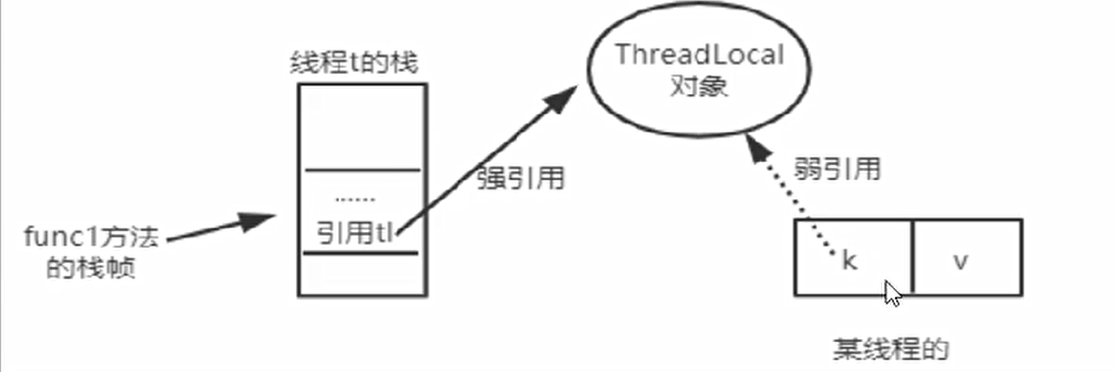 线程t的栈
ThreadLocal
对象
强引用
弱引用
......
引用tl
func1方法
的栈帧
k
v
某线程的